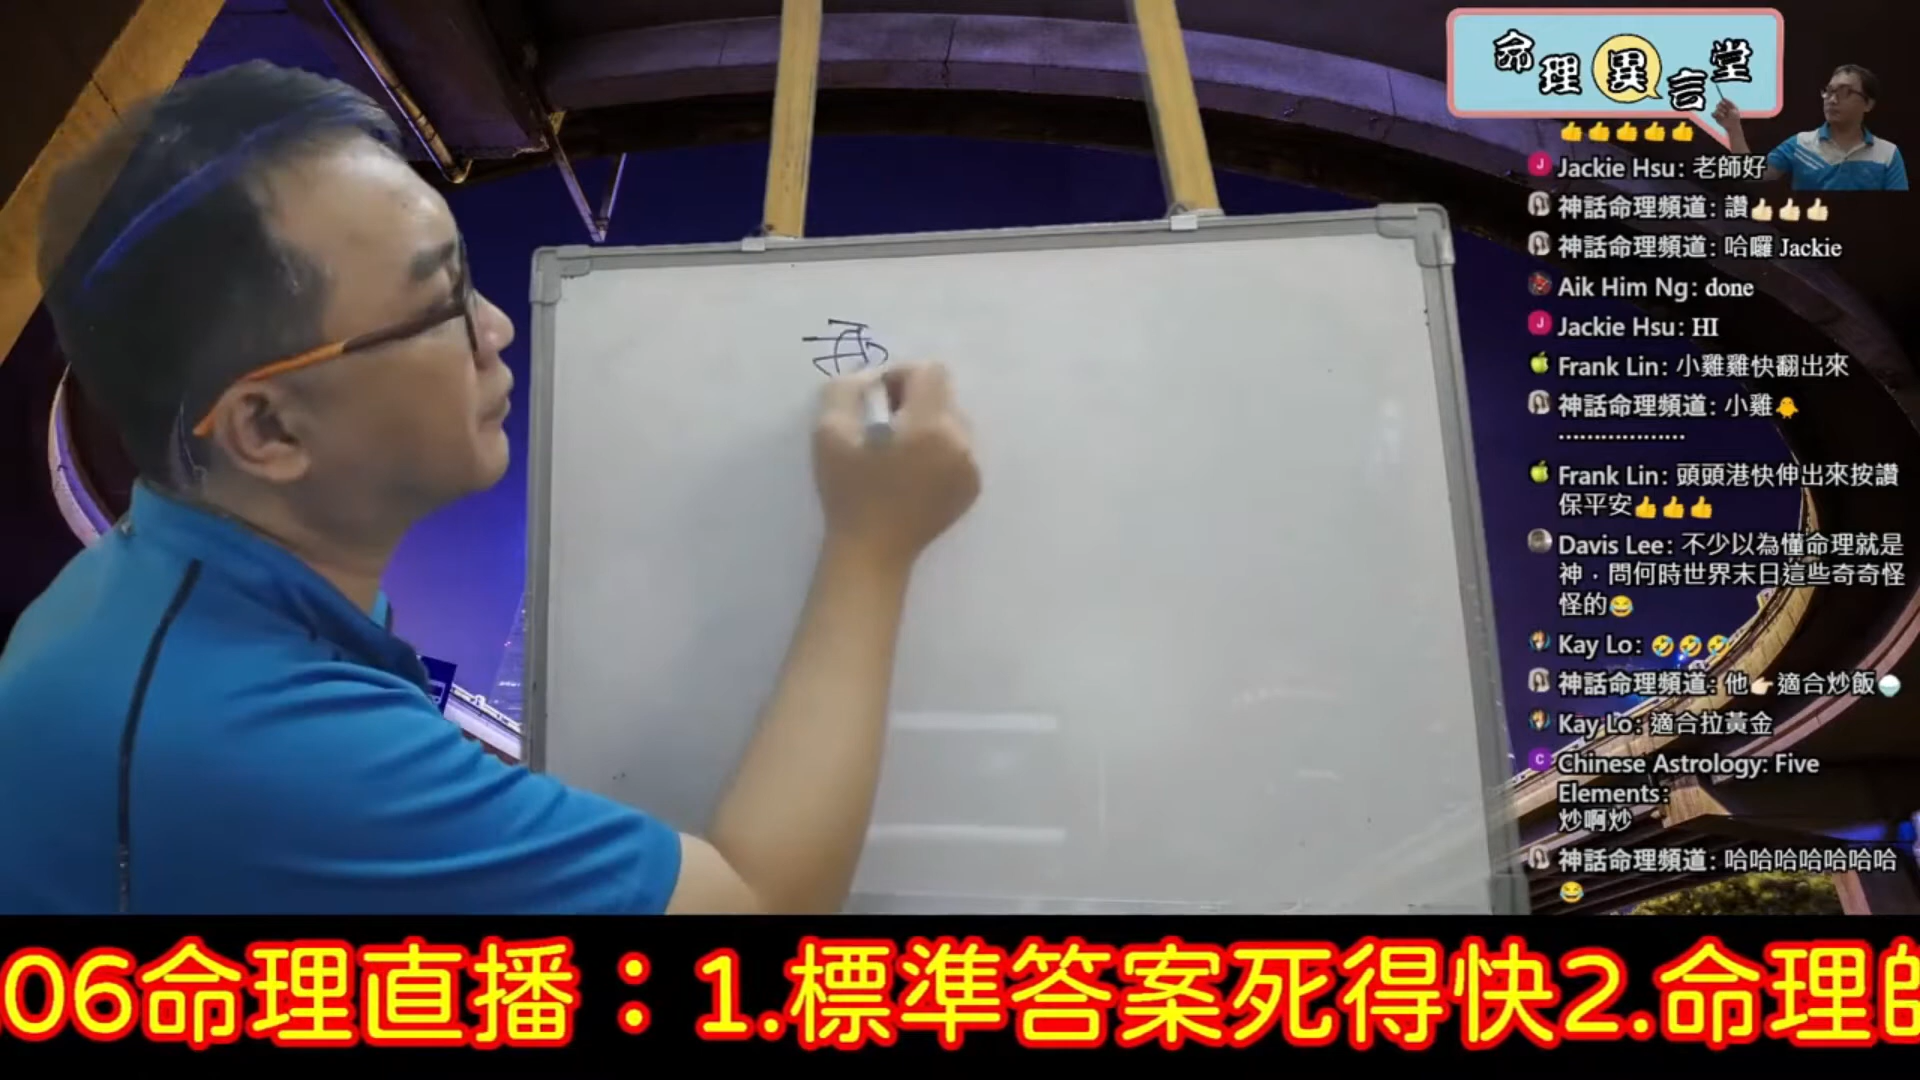 命理異言堂
👍👍👍👍👍
Jackie Hsu: 老師好
神話命理頻道: 讚👍🏻👍🏻👍🏻
神話命理頻道: 哈囉 Jackie
Aik Him Ng: done
Jackie Hsu: HI
Frank Lin: 小雞雞快翻出來
神話命理頻道: 小雞🐥
..................
Frank Lin: 頭頭港快伸出來按讚
保平安👍👍👍
Davis Lee: 不少以為懂命理就是
神，問何時世界末日這些奇奇怪
怪的😂
Kay Lo: 🤣🤣🤣
神話命理頻道: 他👉🏻適合炒飯🍚
Kay Lo: 適合拉黃金
Chinese Astrology: Five
Elements:
炒啊炒
神話命理頻道: 哈哈哈哈哈哈哈
😂
06命理直播：1.標準答案死得快2.命理師